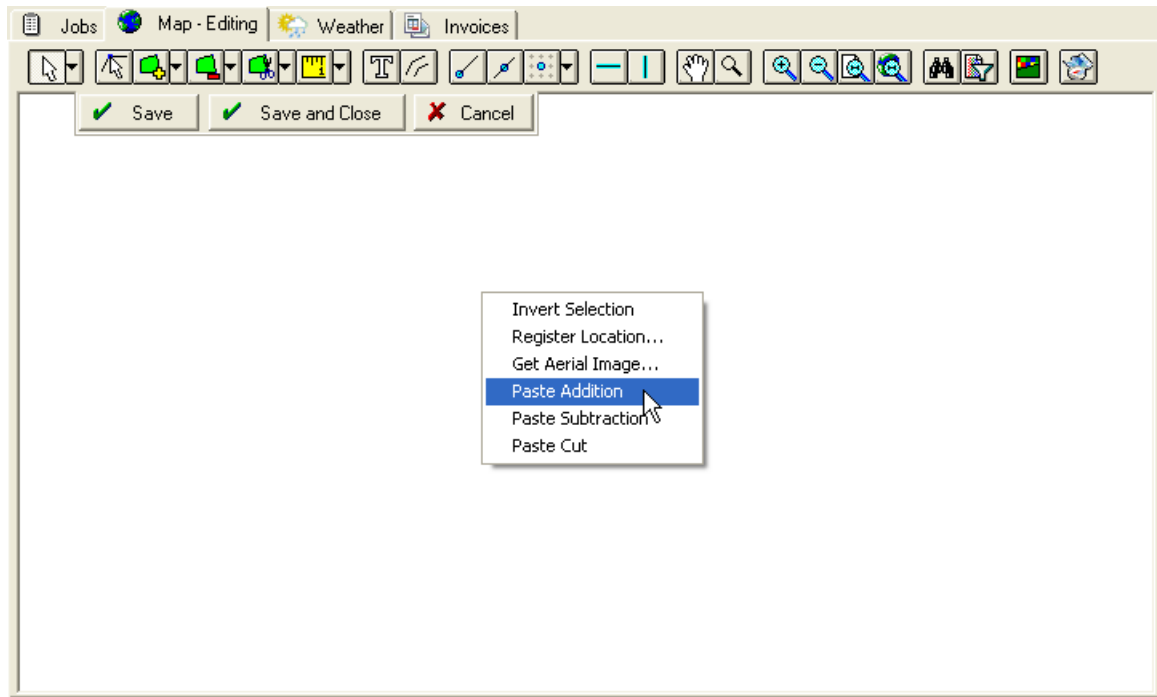 Jobs Map - Editing Weather Invoices
T
Save Save and Close Cancel
Invert Selection
Register Location...
Get Aerial Image...
Paste Addition
Paste Subtraction
Paste Cut